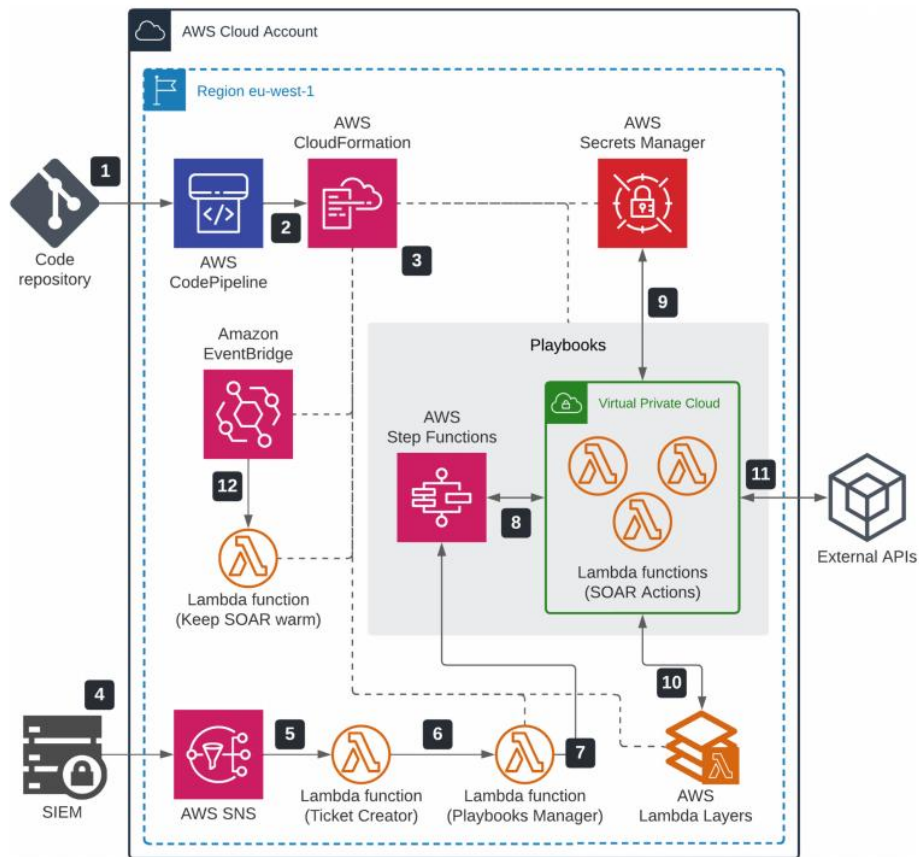 AWS Cloud Account
Region eu-west-1
AWS
CloudFormation
AWS
Secrets Manager
1
2
3
Code
repository
AWS
CodePipeline
9
Amazon
EventBridge
Playbooks
Virtual Private Cloud
AWS
Step Functions
12
8
11
Lambda function
(Keep SOAR warm)
Lambda functions
(SOAR Actions)
External APIs
4
5
6
7
10
SIEM
AWS SNS
Lambda function
(Ticket Creator)
Lambda function
(Playbooks Manager)
AWS
Lambda Layers